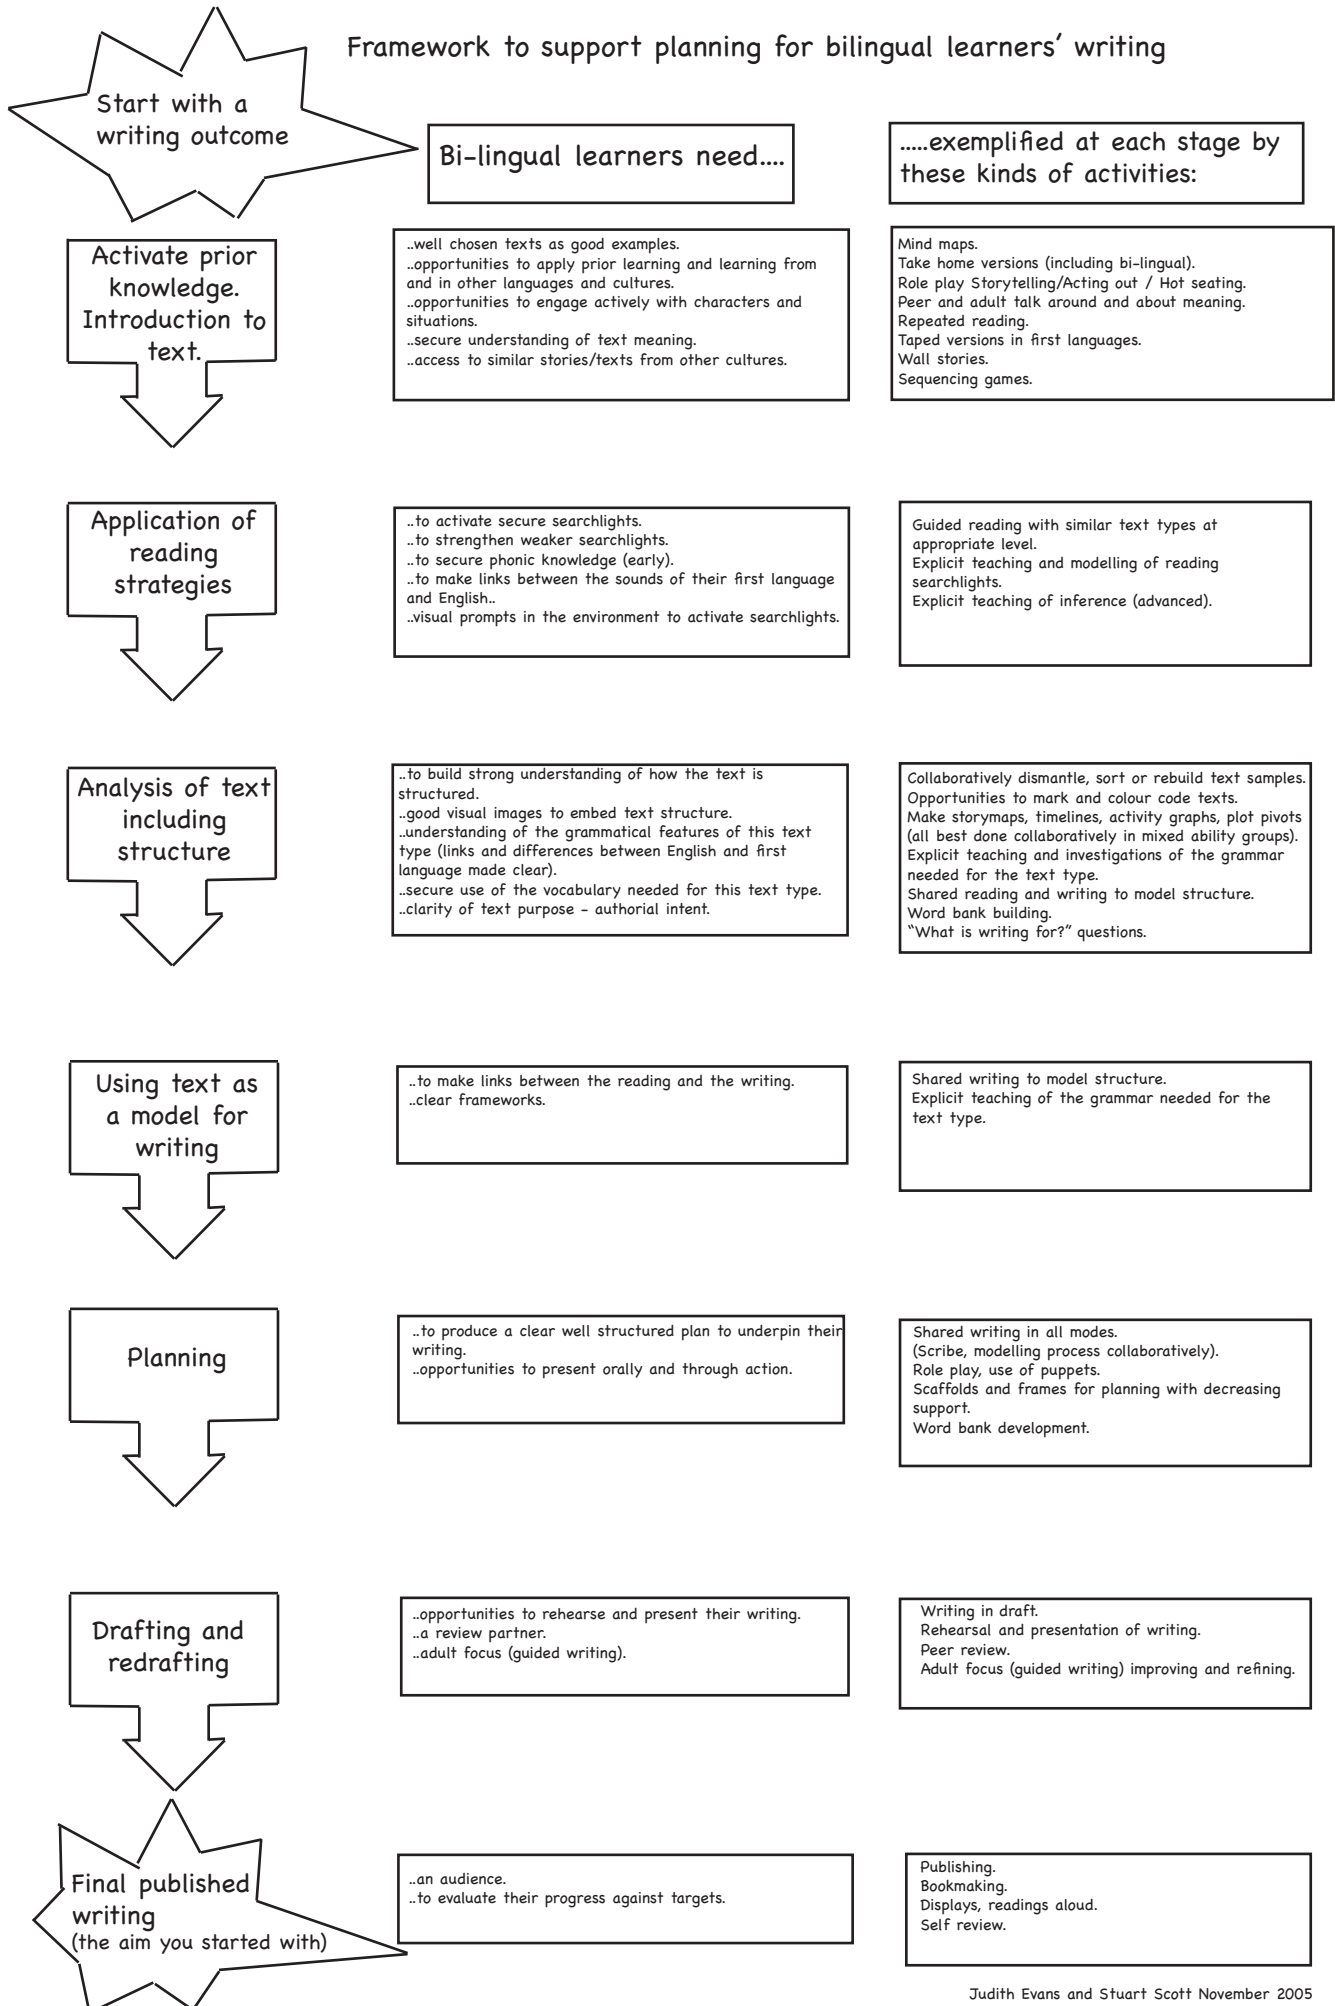 Framework to support planning for bilingual learners' writing
Start with a
writing outcome
Bi-lingual learners need....
.....exemplified at each stage by
these kinds of activities:
Activate prior
knowledge.
Introduction to
text.
..well chosen texts as good examples.
..opportunities to apply prior learning and learning from
and in other languages and cultures.
..opportunities to engage actively with characters and
situations.
..secure understanding of text meaning.
..access to similar stories/texts from other cultures.
Mind maps.
Take home versions (including bi-lingual).
Role play Storytelling/Acting out / Hot seating.
Peer and adult talk around and about meaning.
Repeated reading.
Taped versions in first languages.
Wall stories.
Sequencing games.
Application of
reading
strategies
..to activate secure searchlights.
..to strengthen weaker searchlights.
..to secure phonic knowledge (early).
..to make links between the sounds of their first language
and English..
..visual prompts in the environment to activate searchlights.
Guided reading with similar text types at
appropriate level.
Explicit teaching and modelling of reading
searchlights.
Explicit teaching of inference (advanced).
Analysis of text
including
structure
..to build strong understanding of how the text is
structured.
..good visual images to embed text structure.
..understanding of the grammatical features of this text
type (links and differences between English and first
language made clear).
..secure use of the vocabulary needed for this text type.
..clarity of text purpose - authorial intent.
Collaboratively dismantle, sort or rebuild text samples.
Opportunities to mark and colour code texts.
Make storymaps, timelines, activity graphs, plot pivots
(all best done collaboratively in mixed ability groups).
Explicit teaching and investigations of the grammar
needed for the text type.
Shared reading and writing to model structure.
Word bank building.
"What is writing for?" questions.
Using text as
a model for
writing
..to make links between the reading and the writing.
..clear frameworks.
Shared writing to model structure.
Explicit teaching of the grammar needed for the
text type.
Planning
..to produce a clear well structured plan to underpin their
writing.
..opportunities to present orally and through action.
Shared writing in all modes.
(Scribe, modelling process collaboratively).
Role play, use of puppets.
Scaffolds and frames for planning with decreasing
support.
Word bank development.
Drafting and
redrafting
..opportunities to rehearse and present their writing.
..a review partner.
..adult focus (guided writing).
Writing in draft.
Rehearsal and presentation of writing.
Peer review.
Adult focus (guided writing) improving and refining.
Final published
writing
(the aim you started with)
..an audience.
..to evaluate their progress against targets.
Publishing.
Bookmaking.
Displays, readings aloud.
Self review.
Judith Evans and Stuart Scott November 2005